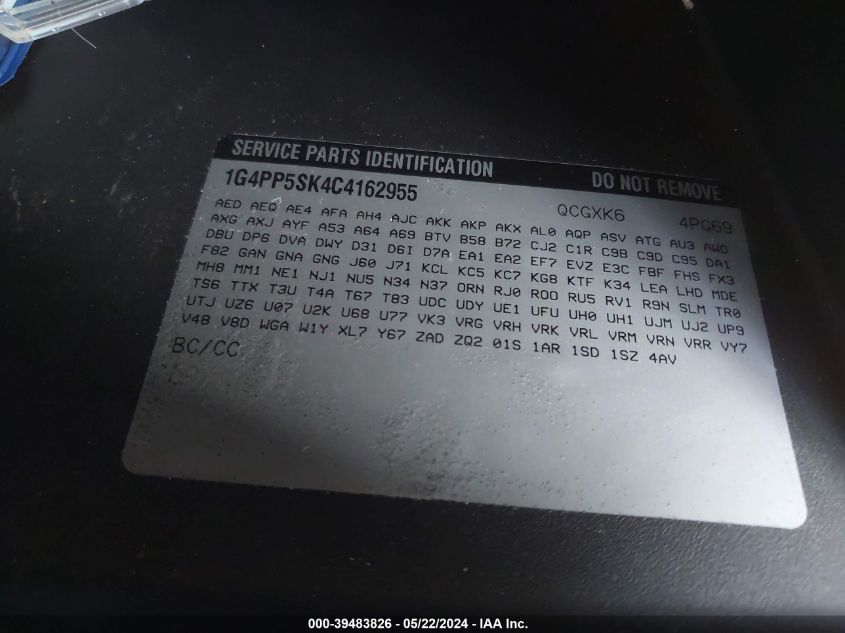 SERVICE PARTS IDENTIFICATION DO NOT REMOVE
1G4PP5SK4C4162955 QCGXK6 4PG69
AED AEQ AE4 AFA AH4 AJC AKK AKP AKX AL0 AQP ASV ATG AU3 AWO
AXG AXJ AYF A53 A64 A69 BTV B58 B72 CJ2 C1R C9B C9D C95 DA1
DBU DP6 DVA DWY D31 D6I D7A EA1 EA2 EF7 EVZ E3C FBF FHS FX3
F82 GAN GNA GNG J60 J71 KCL KC5 KC7 KG8 KTF K34 LEA LHD MDE
MH8 MM1 NE1 NJ1 NU5 N34 N37 ORN RJ0 ROO RU5 RV1 R9N SLM TR0
TS6 TTX T3U T4A T67 T83 UDC UDY UE1 UFU UH0 UH1 UJM UJ2 UP9
UTJ UZ6 U07 U2K U68 U77 VK3 VRG VRH VRK VRL VRM VRN VRR VY7
V48 V8D WGA W1Y XL7 Y67 ZAD ZQ2 01S 1AR 1SD 1SZ 4AV
BC/CC
000-39483826 - 05/22/2024 - IAA Inc.